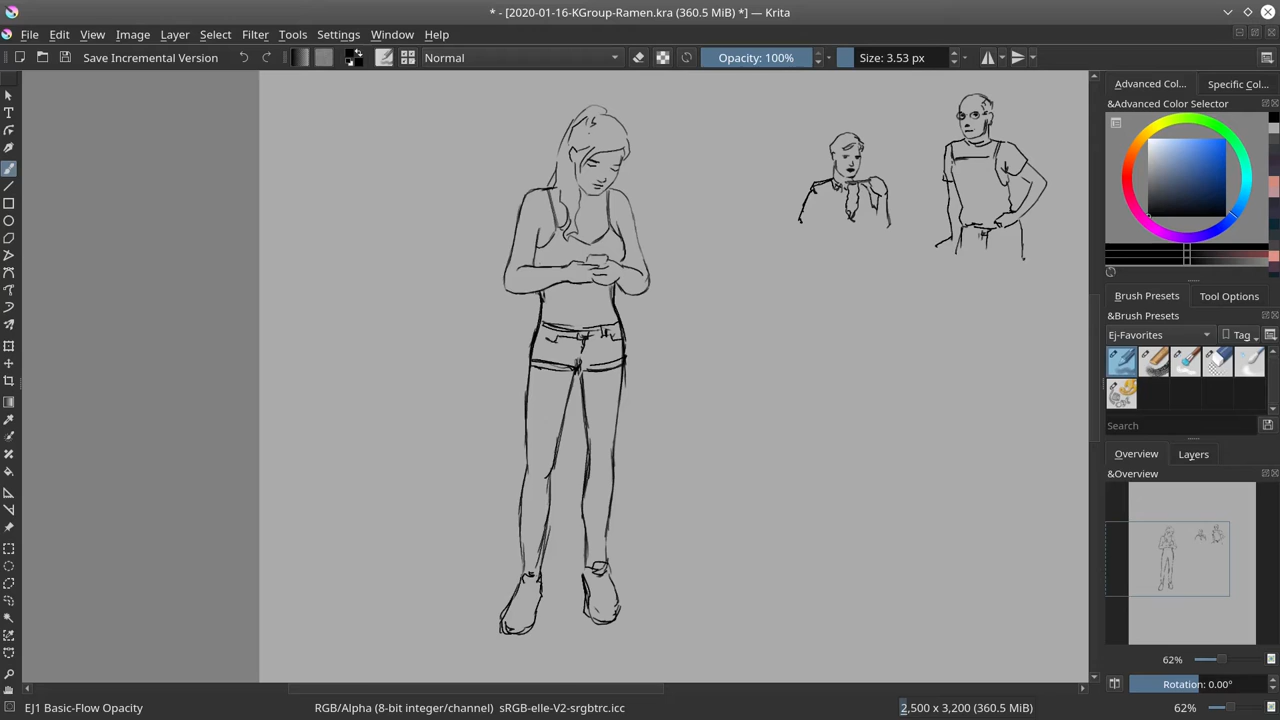 * - [2020-01-16-KGroup-Ramen.kra (360.5 MiB) *] — Krita
File Edit View Image Layer Select Filter Tools Settings Window Help
Save Incremental Version Normal Opacity: 100% Size: 3.53 px
Advanced Col... Specific Col...
&Advanced Color Selector
Brush Presets Tool Options
&Brush Presets
Ej-Favorites Tag
Search
Overview Layers
&Overview
62%
Rotation: 0.00°
EJ1 Basic-Flow Opacity RGB/Alpha (8-bit integer/channel) sRGB-elle-V2-srgbtrc.icc 2,500 x 3,200 (360.5 MiB) 62%